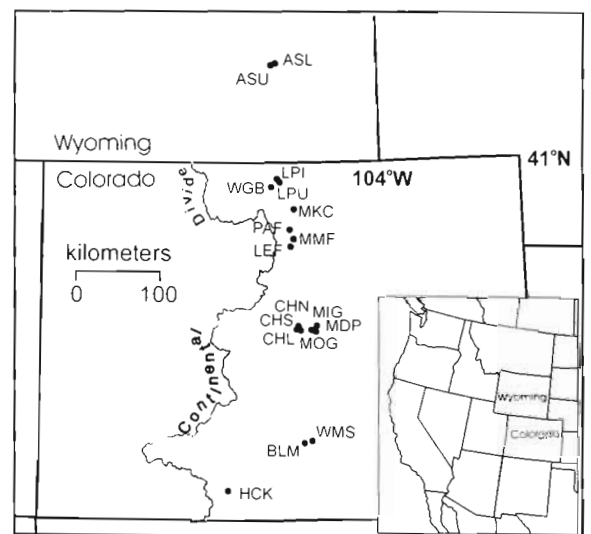 ASL
ASU
Wyoming
41°N
Colorado
104°W
Divide
LPI
WGB
LPU
MKC
PAF
MMF
LEF
kilometers
0 100
CHN MIG
CHS MDP
CHL MOG
Continental
WMS
BLM
HCK
Wyoming
Colorado